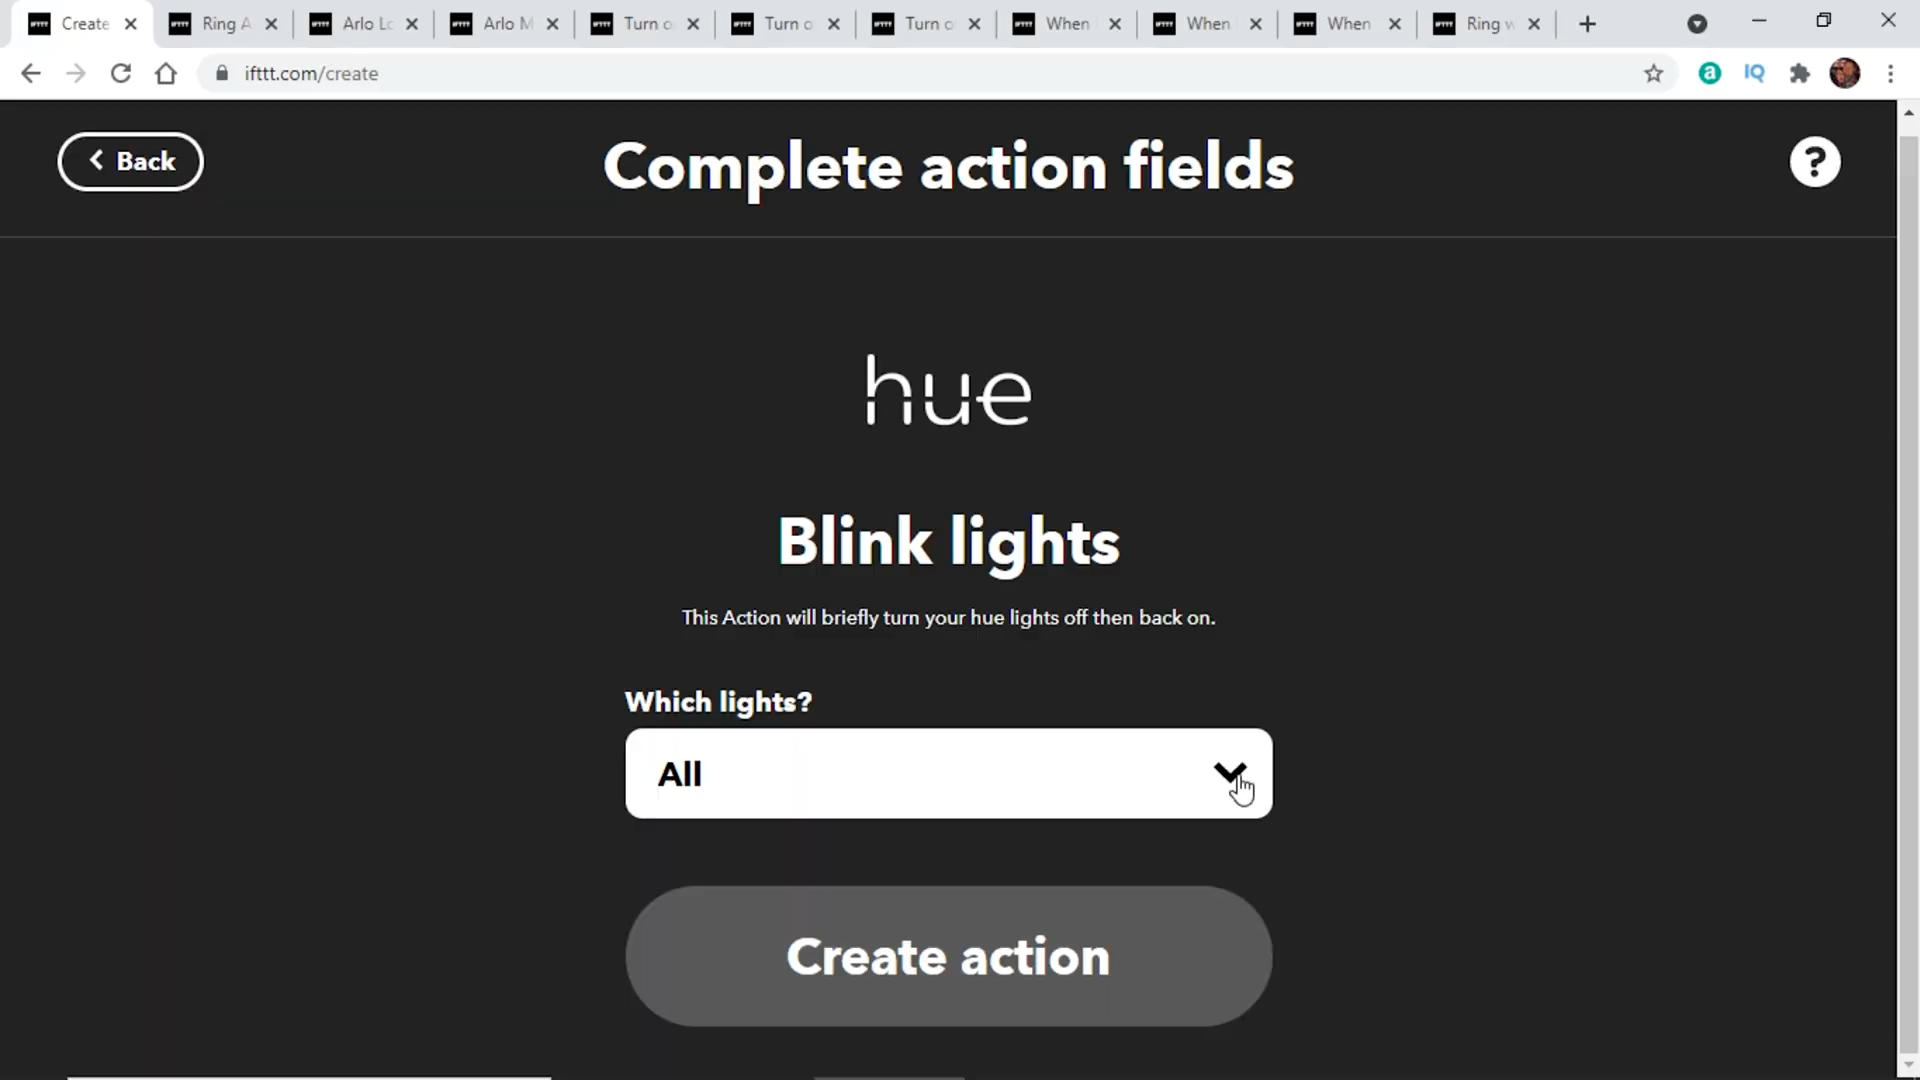 Create
Ring A
Arlo Lo
Arlo M
Turn o
Turn o
Turn o
When
When
When
Ring w
ifttt.com/create
a
IQ
Back
Complete action fields
?
hue
Blink lights
This Action will briefly turn your hue lights off then back on.
Which lights?
All
Create action